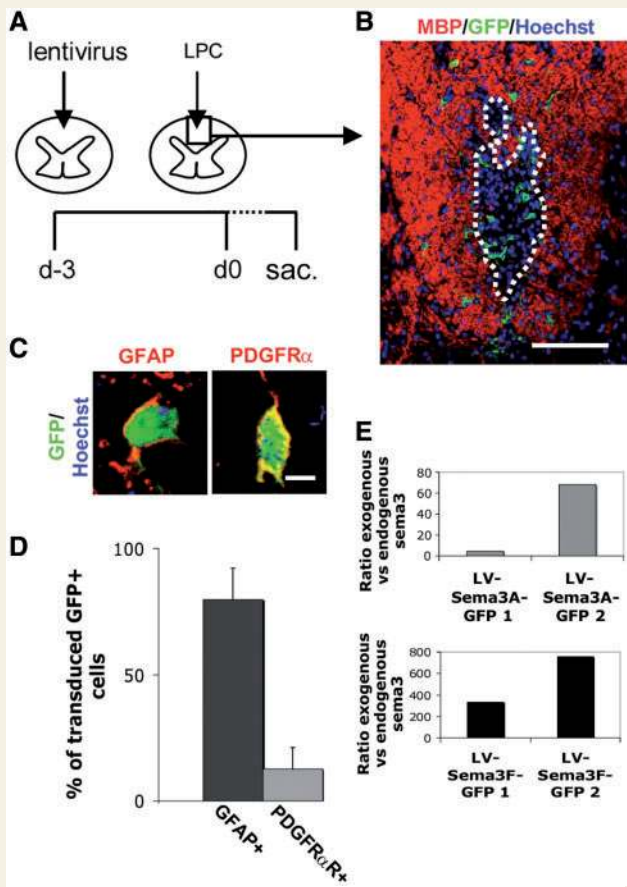 A
lentivirus
LPC
d-3
d0
sac.
B
MBP/GFP/Hoechst
C
GFAP
PDGFRα
GFP/
Hoechst
D
% of transduced GFP+
cells
100
50
0
GFAP+
PDGFRαR+
E
Ratio exogenous
vs endogenous
sema3
80
60
40
20
0
LV-
Sema3A-
GFP 1
LV-
Sema3A-
GFP 2
Ratio exogenous
vs endogenous
sema3
800
600
400
200
0
LV-
Sema3F-
GFP 1
LV-
Sema3F-
GFP 2